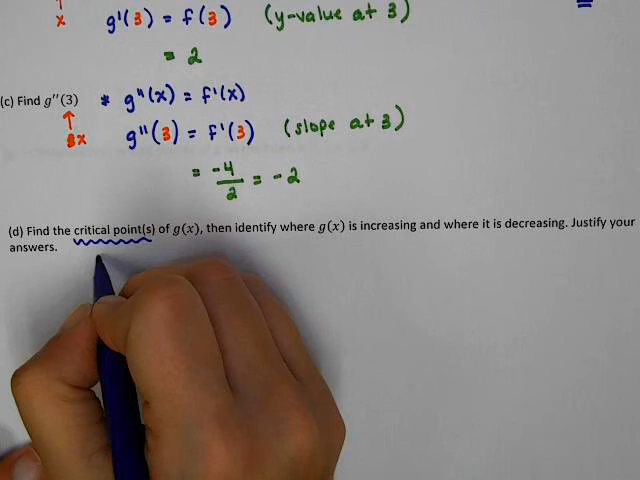 x g'(3) = f(3) (y-value at 3)
= 2
(c) Find g''(3) * g''(x) = f'(x)
↑
3x g''(3) = f'(3) (slope at 3)
= -4/2 = -2
(d) Find the critical point(s) of g(x), then identify where g(x) is increasing and where it is decreasing. Justify your
answers.